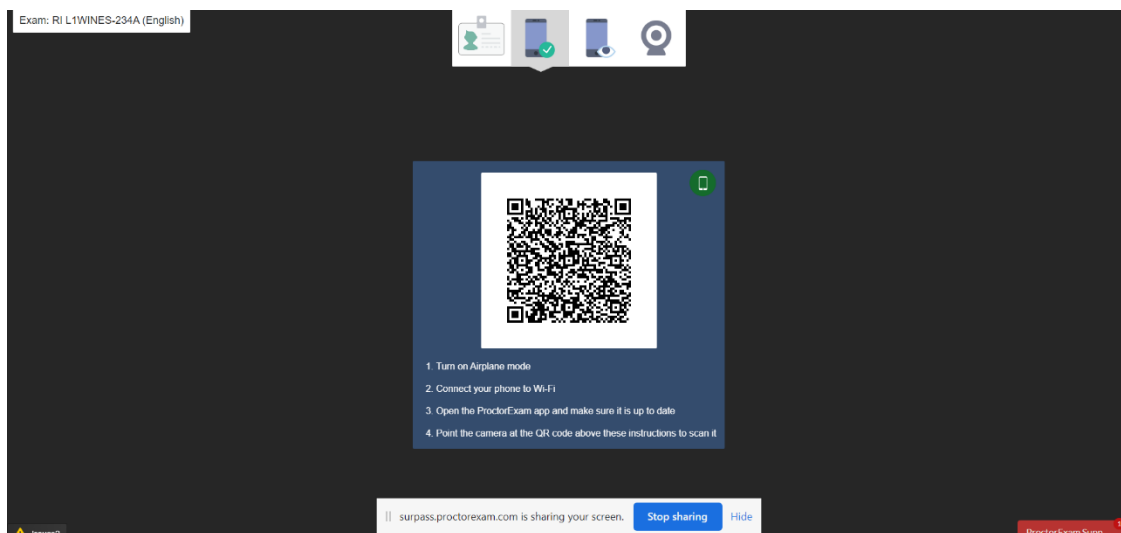 Exam: RI L1WINES-234A (English)
1. Turn on Airplane mode
2. Connect your phone to Wi-Fi
3. Open the ProctorExam app and make sure it is up to date
4. Point the camera at the QR code above these instructions to scan it
surpass.proctorexam.com is sharing your screen. Stop sharing Hide
ProctorExam Supp